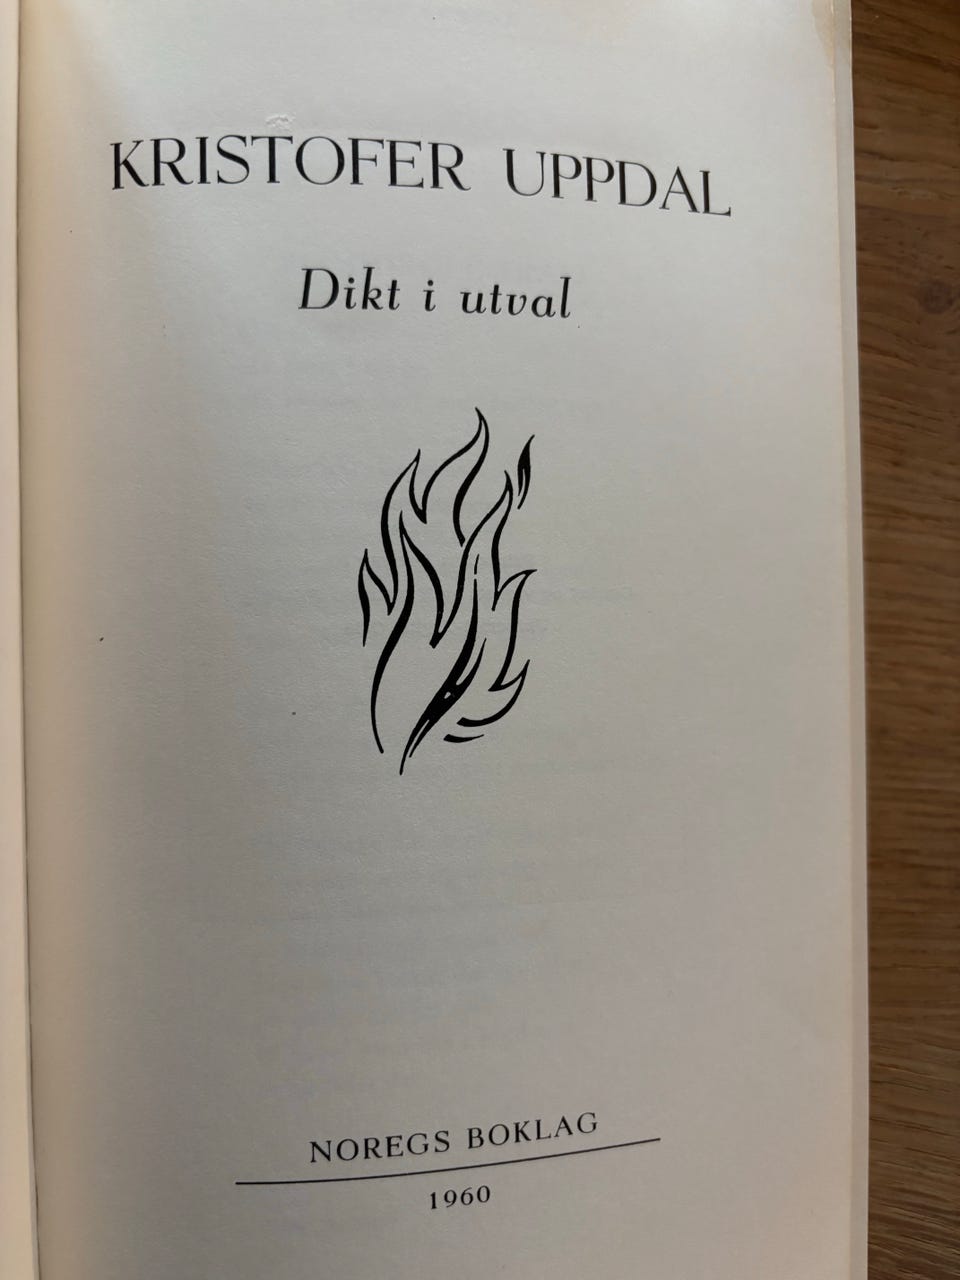 KRISTOFER UPPDAL
Dikt i utval
NOREGS BOKLAG
1960